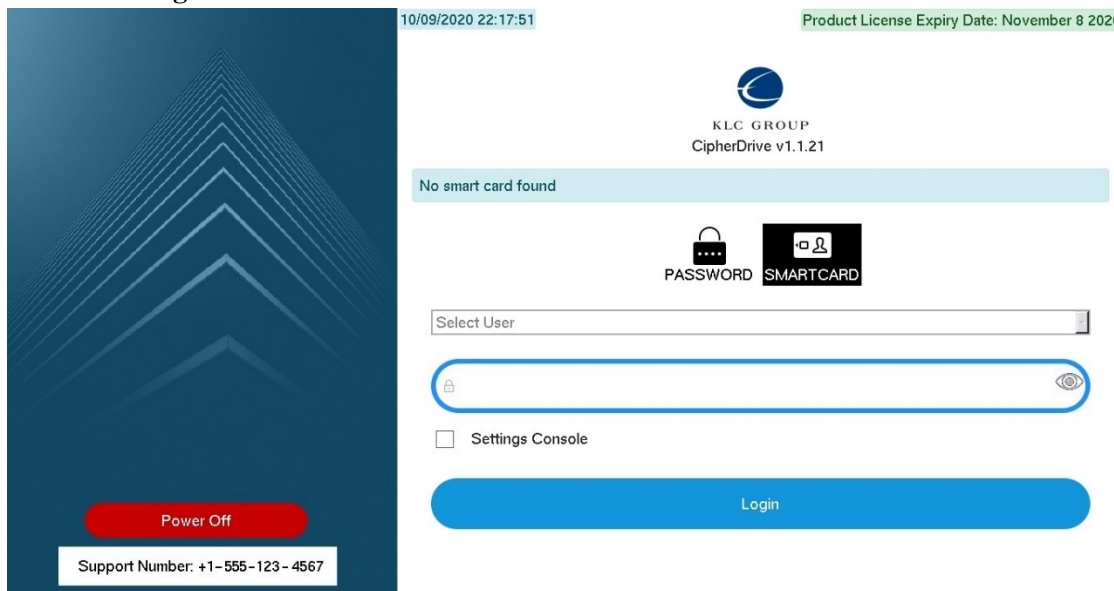 10/09/2020 22:17:51
Product License Expiry Date: November 8 202
KLC GROUP
CipherDrive v1.1.21
No smart card found
PASSWORD SMARTCARD
Select User
Settings Console
Login
Power Off
Support Number: +1-555-123-4567